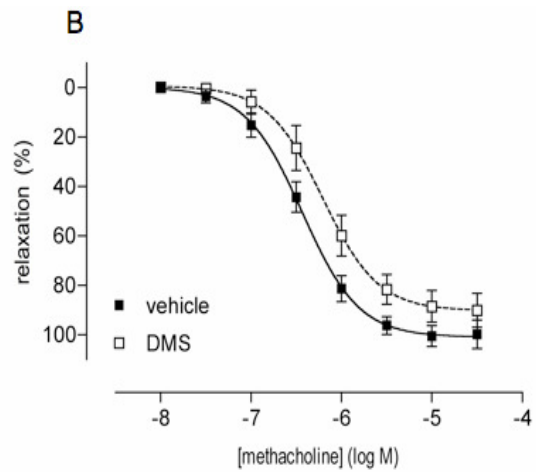 B
0
20
40
60
80
100
relaxation (%)
vehicle
DMS
-8 -7 -6 -5 -4
[methacholine] (log M)